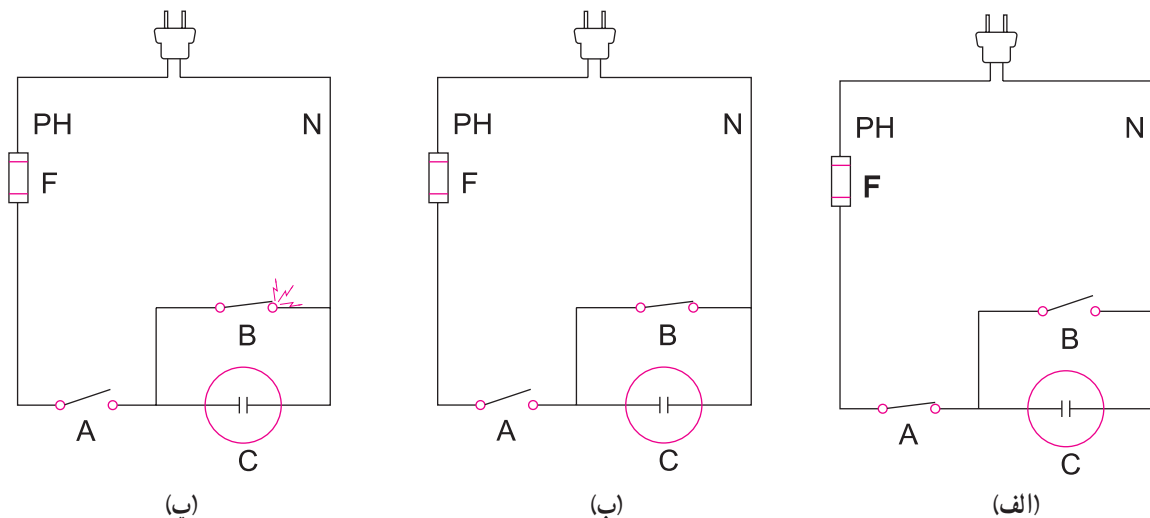 PH N PH N PH N
F F F
B B B
A A A
C C C
(پ) (ب) (الف)